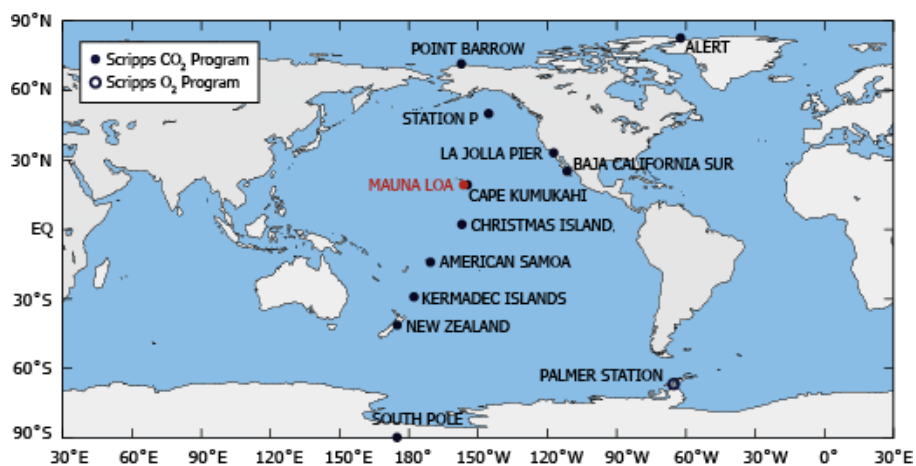 90°N
POINT BARROW
ALERT
Scripps CO2 Program
Scripps O2 Program
60°N
STATION P
LA JOLLA PIER
30°N
BAJA CALIFORNIA SUR
MAUNA LOA
CAPE KUMUKAHI
EQ
CHRISTMAS ISLAND
AMERICAN SAMOA
30°S
KERMADEC ISLANDS
NEW ZEALAND
60°S
PALMER STATION
SOUTH POLE
90°S
30°E 60°E 90°E 120°E 150°E 180° 150°W 120°W 90°W 60°W 30°W 0° 30°E